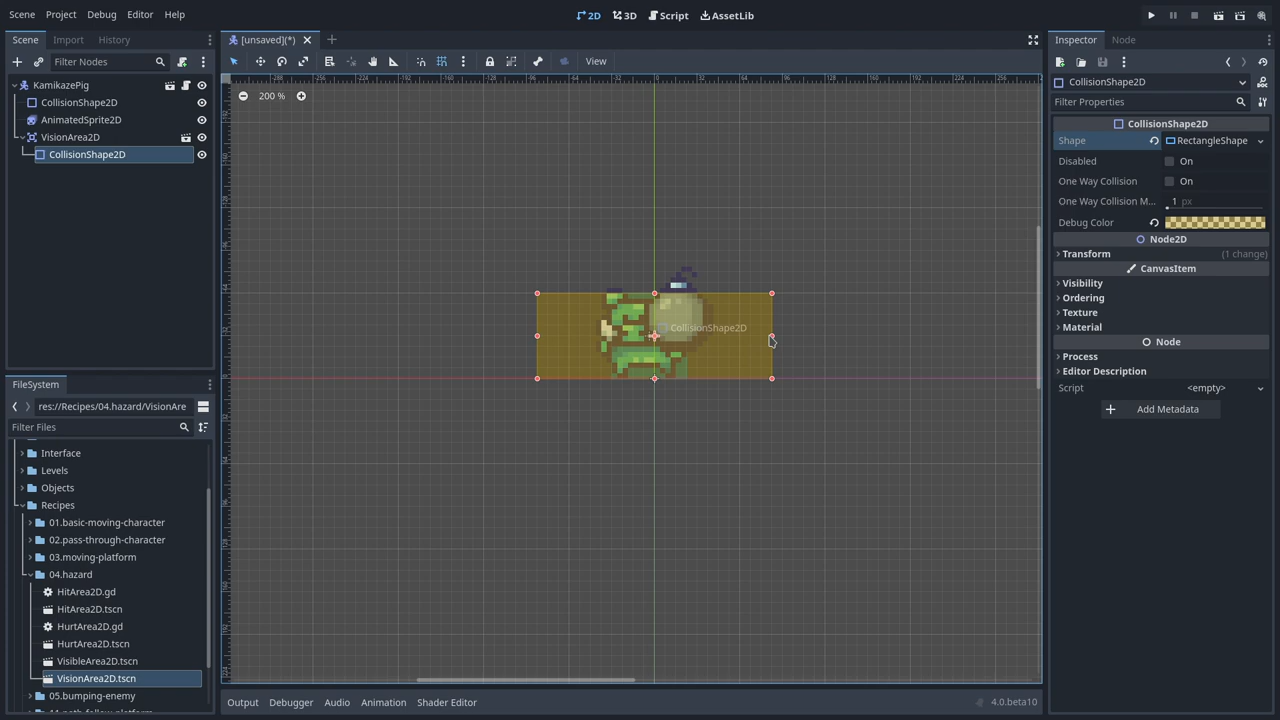 Scene Project Debug Editor Help
2D 3D Script AssetLib
Scene Import History
Filter Nodes
KamikazePig
CollisionShape2D
AnimatedSprite2D
VisionArea2D
CollisionShape2D
FileSystem
res://Recipes/04.hazard/VisionAre
Filter Files
Interface
Levels
Objects
Recipes
01.basic-moving-character
02.pass-through-character
03.moving-platform
04.hazard
HitArea2D.gd
HitArea2D.tscn
HurtArea2D.gd
HurtArea2D.tscn
VisibleArea2D.tscn
VisionArea2D.tscn
05.bumping-enemy
[unsaved](*)
View
200 %
CollisionShape2D
Output Debugger Audio Animation Shader Editor
4.0.beta10
Inspector Node
CollisionShape2D
Filter Properties
CollisionShape2D
Shape RectangleShape
Disabled On
One Way Collision On
One Way Collision M... 1 px
Debug Color
Node2D
Transform (1 change)
CanvasItem
Visibility
Ordering
Texture
Material
Node
Process
Editor Description
Script <empty>
Add Metadata